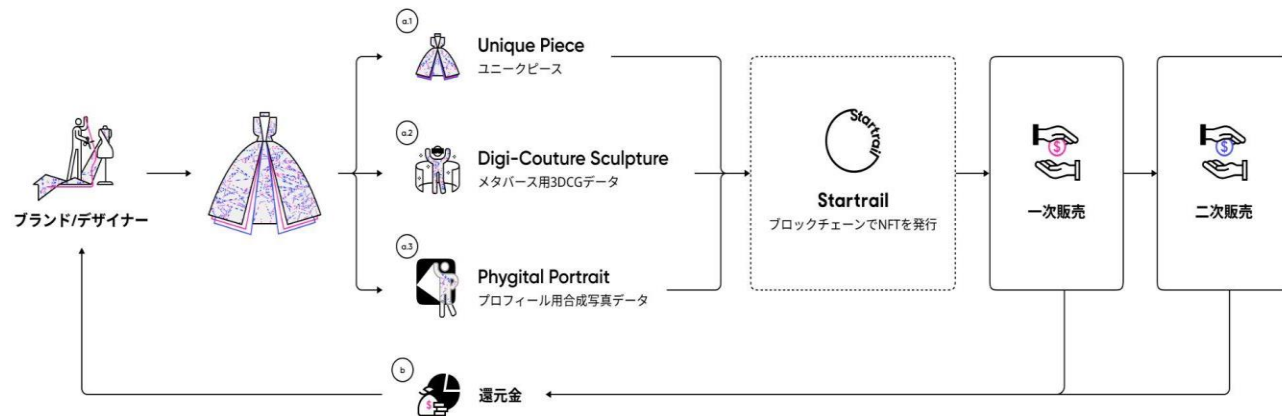 ブランド/デザイナー
a.1
Unique Piece
ユニークピース
a.2
Digi-Couture Sculpture
メタバース用3DCGデータ
a.3
Phygital Portrait
プロフィール用合成写真データ
Startrail
Startrail
ブロックチェーンでNFTを発行
$
一次販売
$
二次販売
b
$
還元金